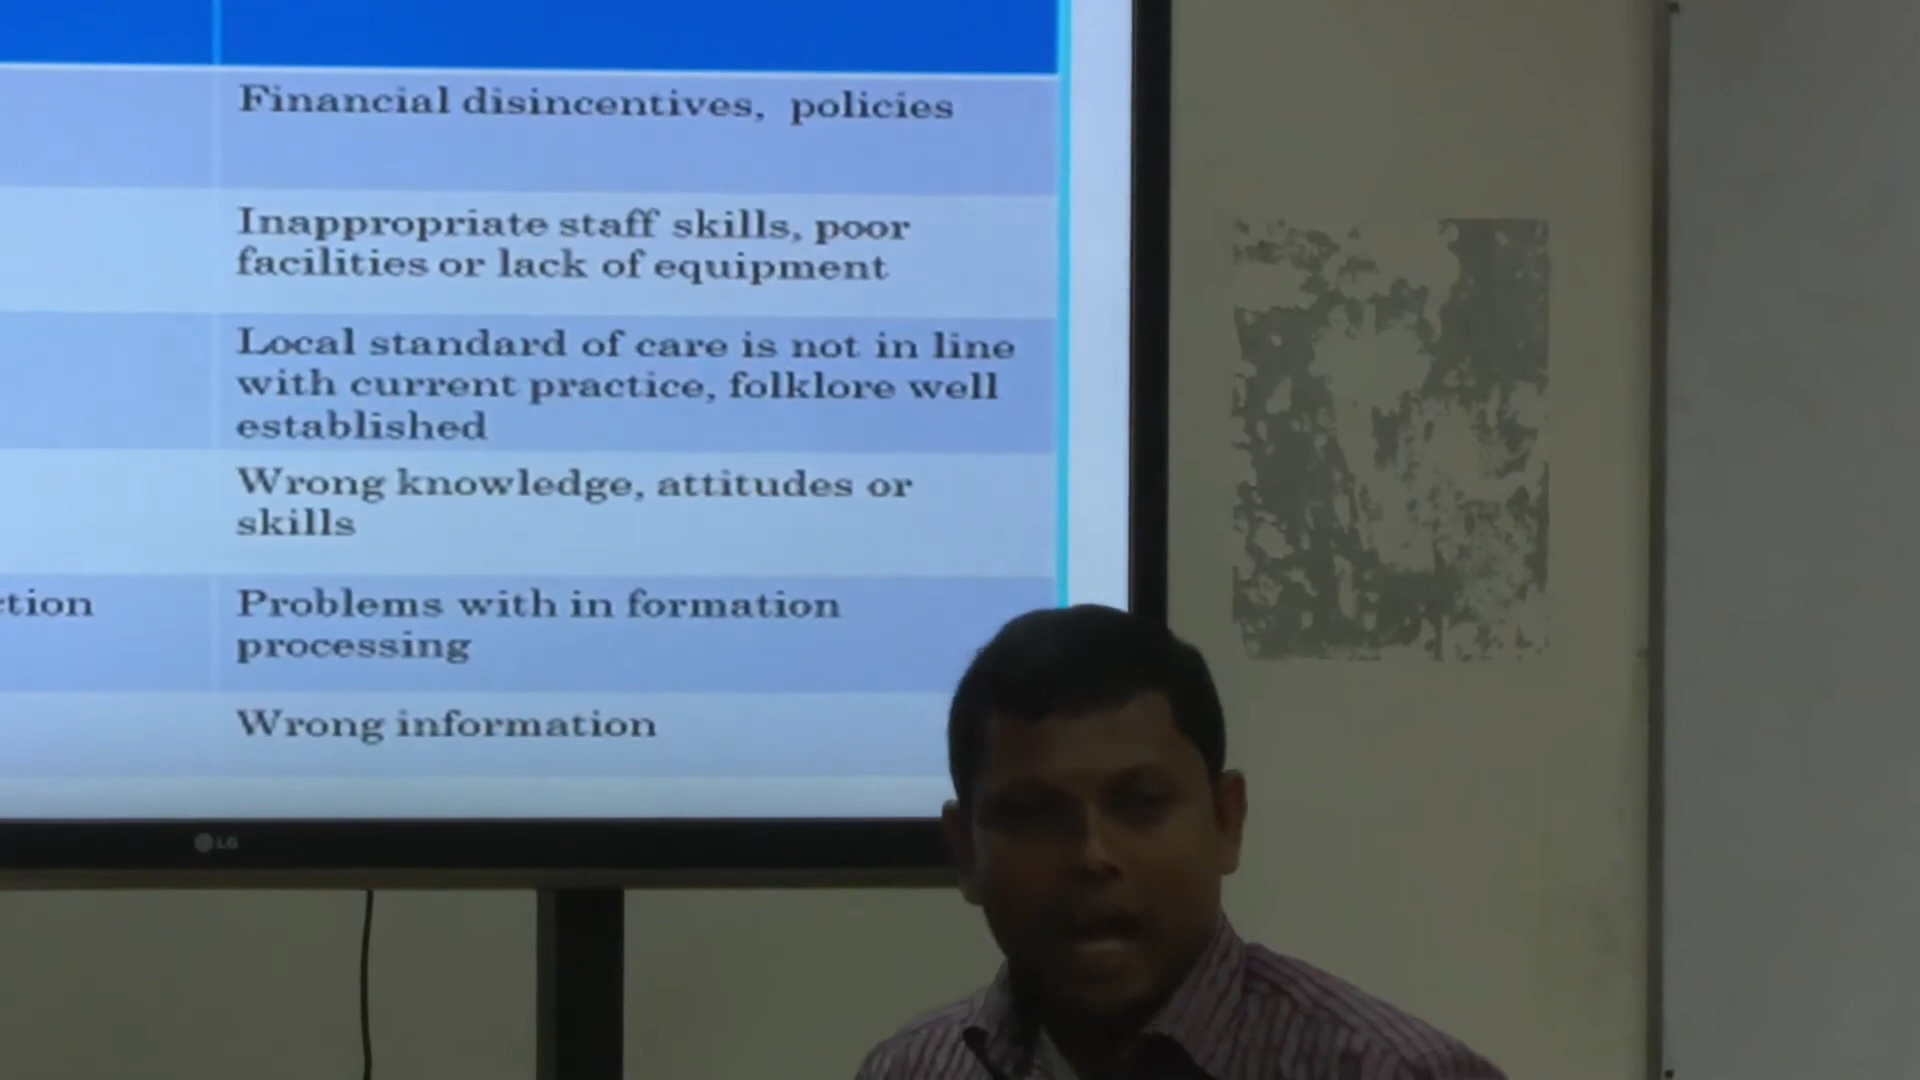 Financial disincentives, policies
Inappropriate staff skills, poor
facilities or lack of equipment
Local standard of care is not in line
with current practice, folklore well
established
Wrong knowledge, attitudes or
skills
ction
Problems with in formation
processing
Wrong information
LG